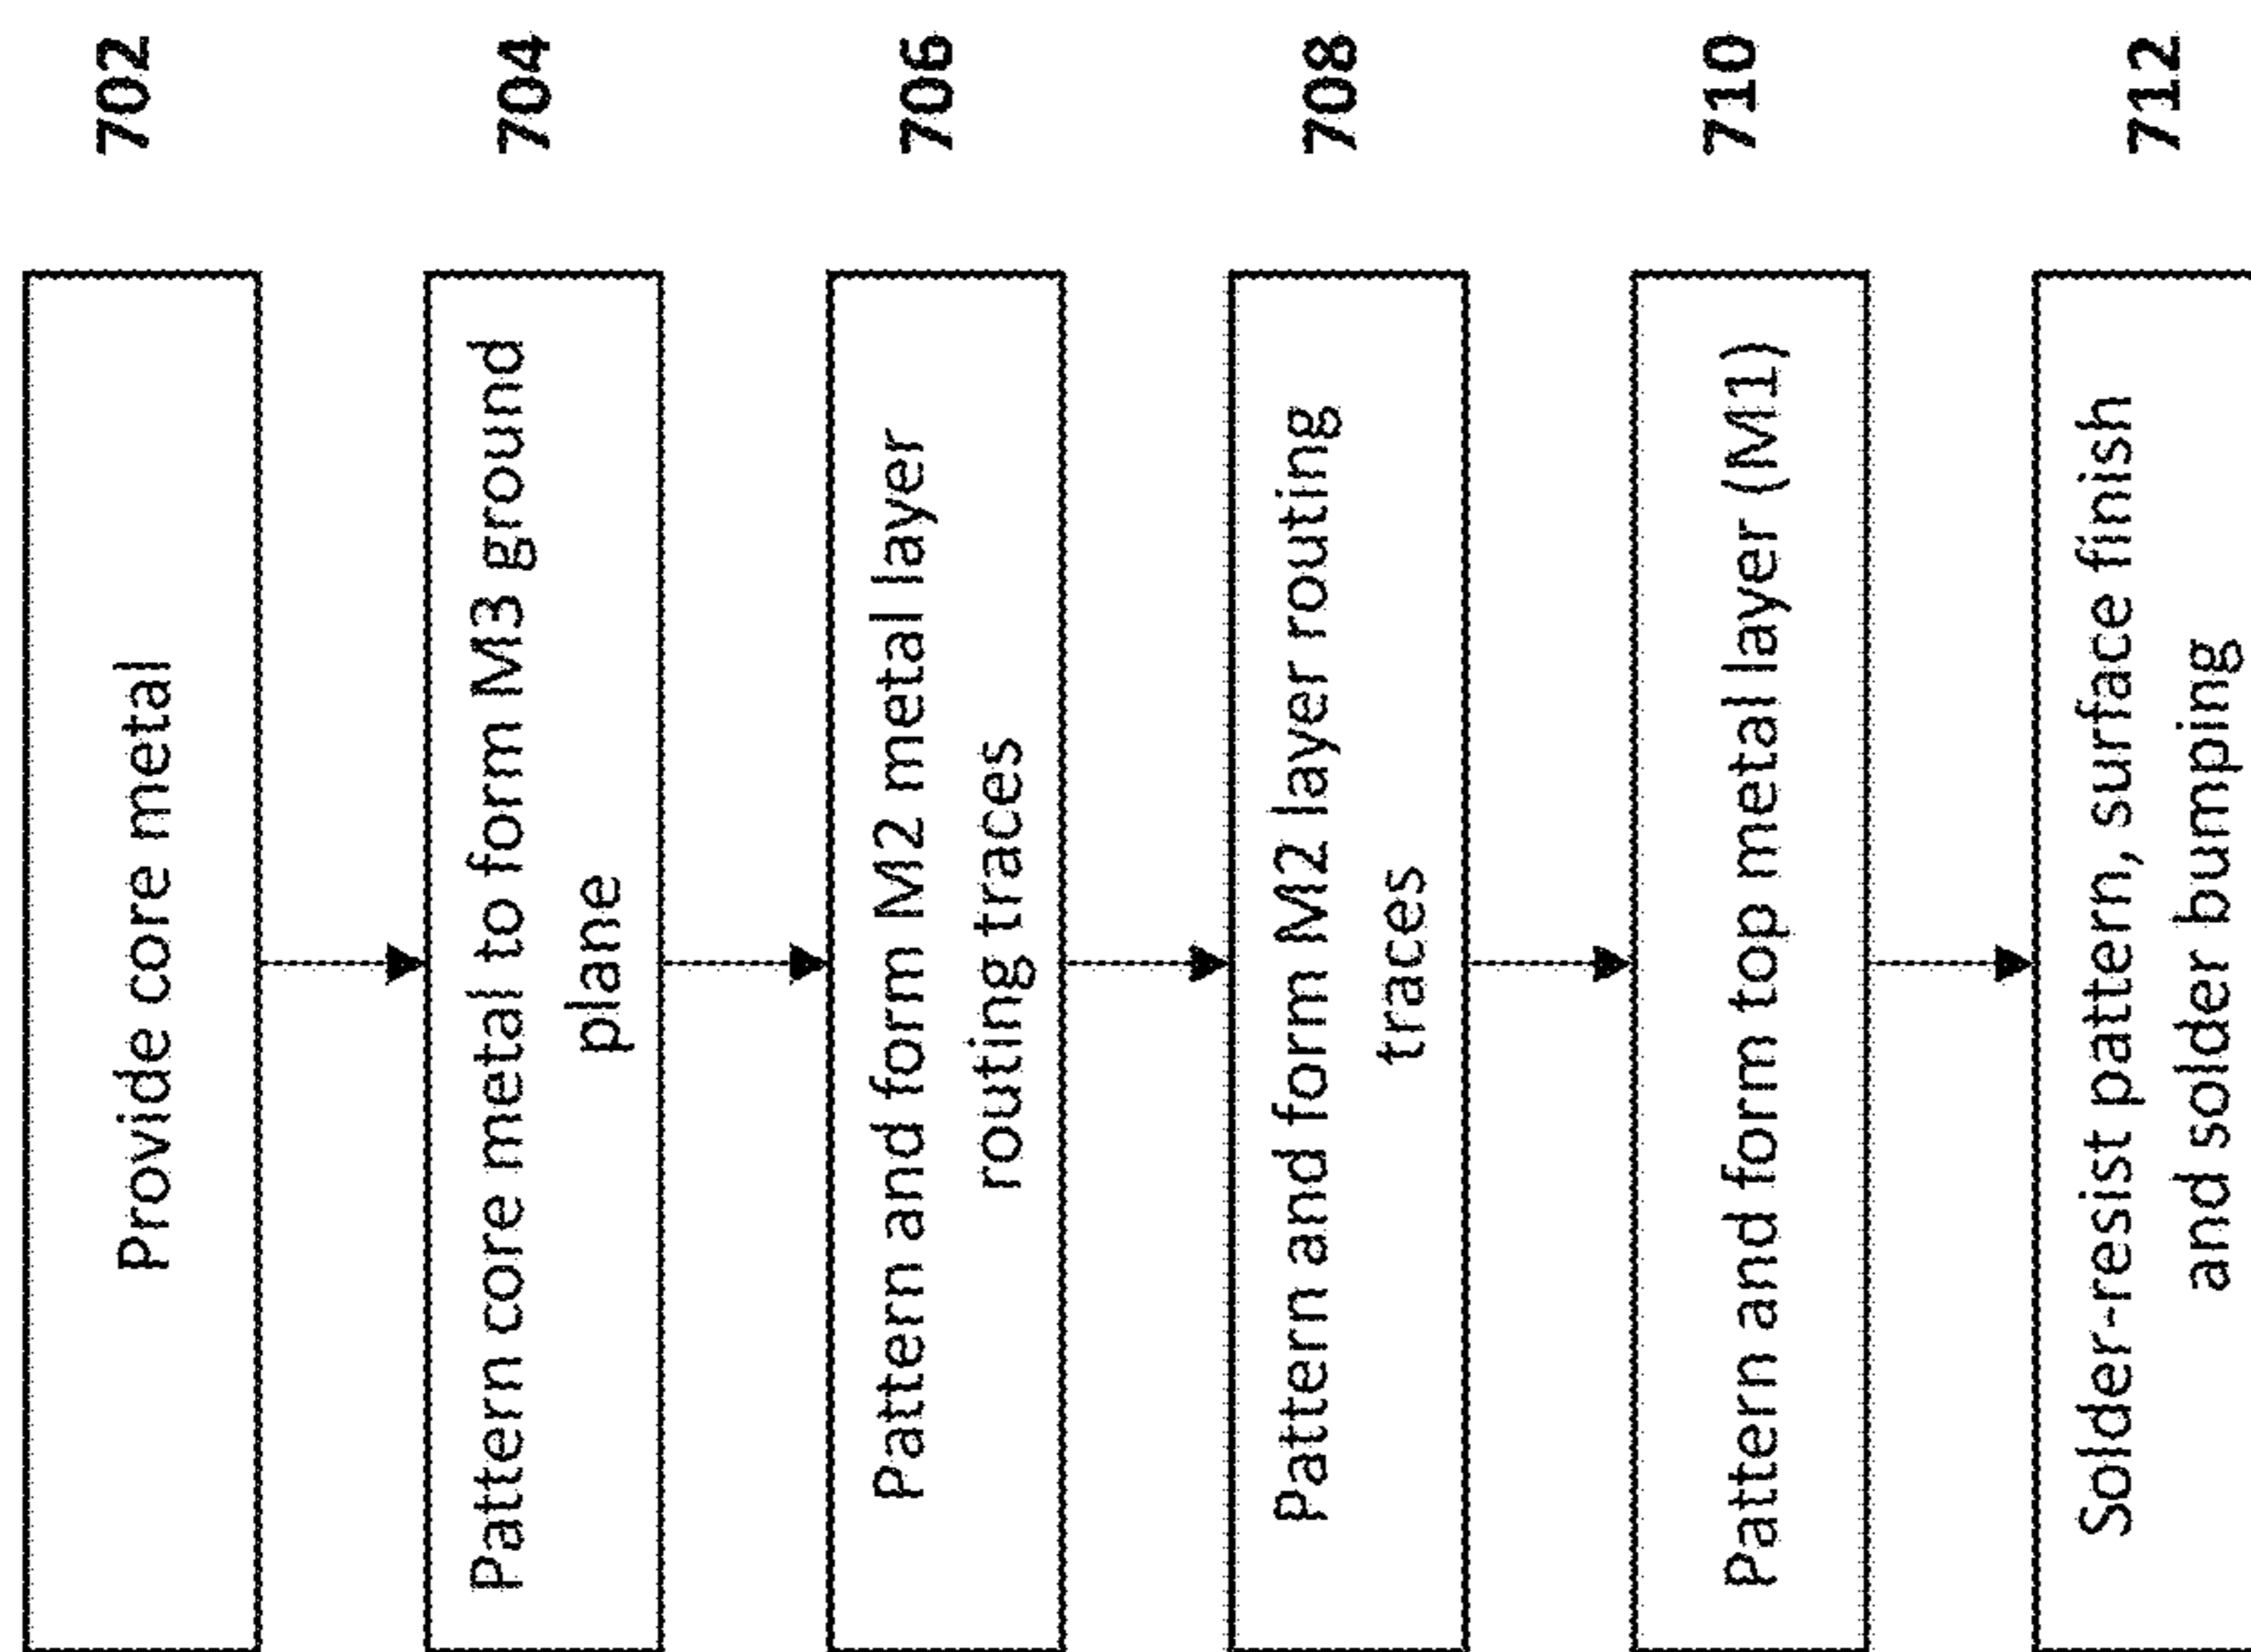 702
Provide core metal
704
Pattern core metal to form M3 ground
plane
706
Pattern and form M2 metal layer
routing traces
708
Pattern and form M2 layer routing
traces
710
Pattern and form top metal layer (M1)
712
Solder-resist pattern, surface finish
and solder bumping